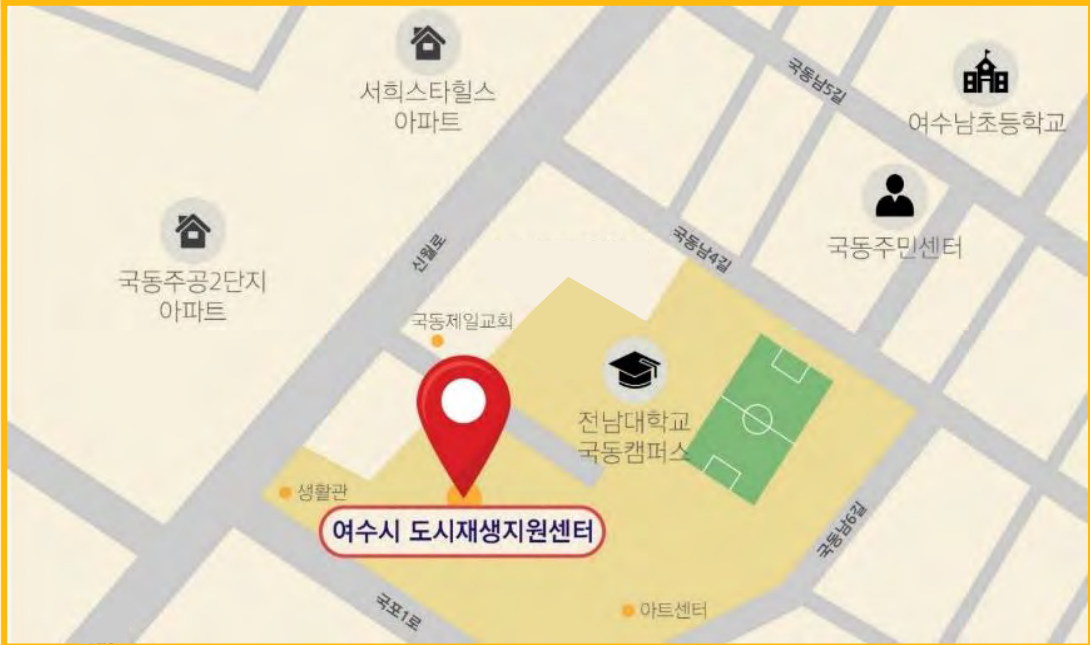 서희스타힐스
아파트
국동남5길
여수남초등학교
국동주민센터
국동주공2단지
아파트
신월로
국동남4길
국동제일교회
전남대학교
국동캠퍼스
생활관
여수시 도시재생지원센터
국동남6길
국포1로
아트센터